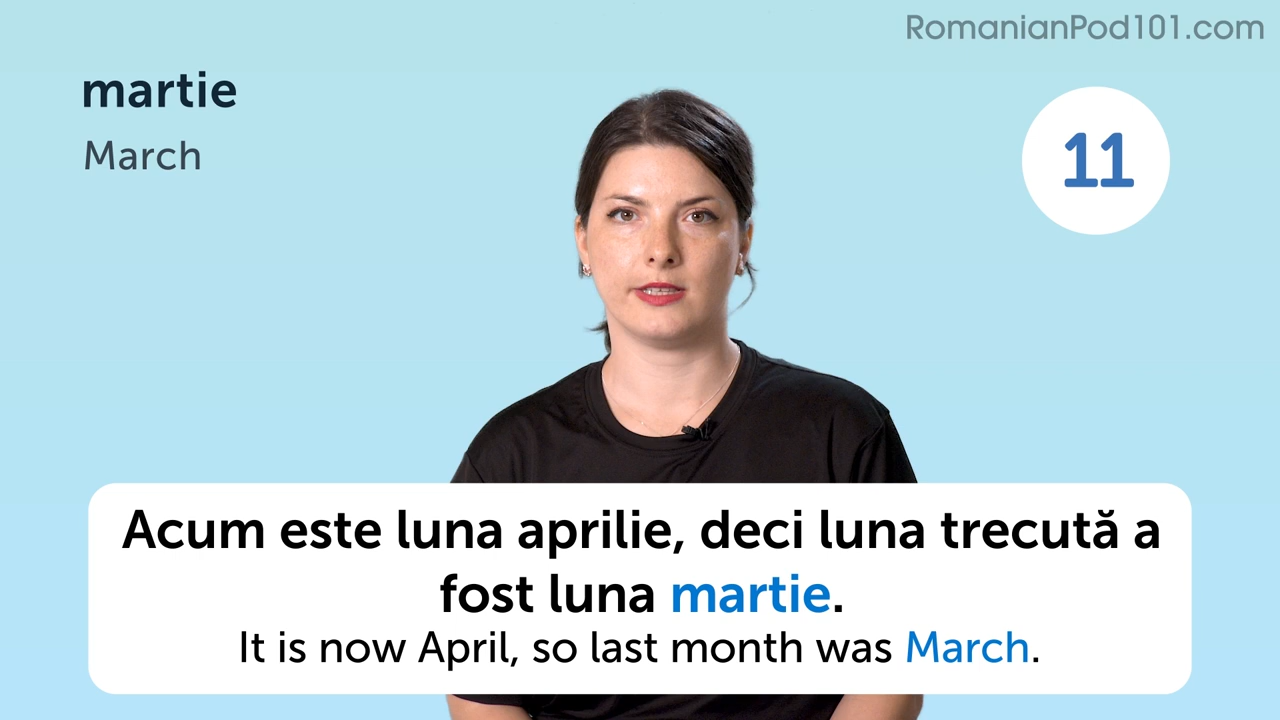 RomanianPod101.com
martie
March
11
Acum este luna aprilie, deci luna trecută a
fost luna martie.
It is now April, so last month was March.